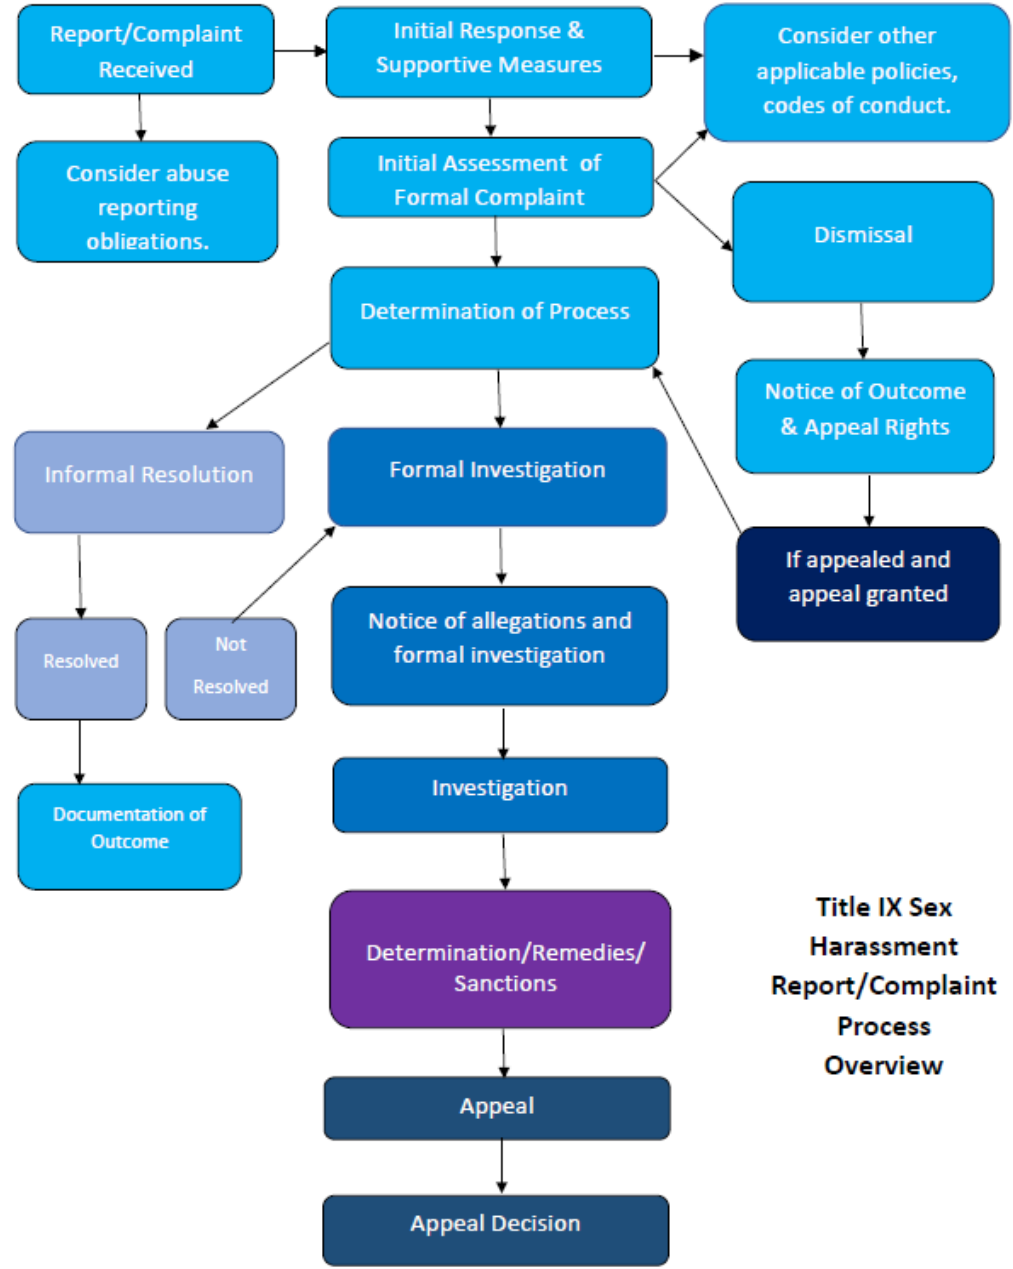 Report/Complaint
Received
Initial Response &
Supportive Measures
Consider other
applicable policies,
codes of conduct.
Consider abuse
reporting
obligations.
Initial Assessment of
Formal Complaint
Dismissal
Determination of Process
Notice of Outcome
& Appeal Rights
Informal Resolution
Formal Investigation
If appealed and
appeal granted
Resolved
Not
Resolved
Notice of allegations and
formal investigation
Documentation of
Outcome
Investigation
Determination/Remedies/
Sanctions
Title IX Sex
Harassment
Report/Complaint
Process
Overview
Appeal
Appeal Decision